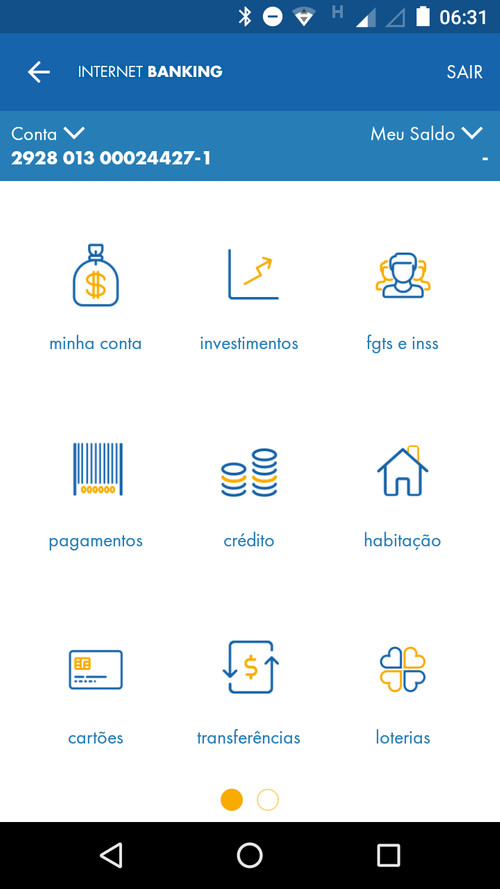 H 06:31
INTERNET BANKING SAIR
Conta Meu Saldo
2928 013 00024427-1 -
minha conta investimentos fgts e inss
pagamentos crédito habitação
cartões transferências loterias